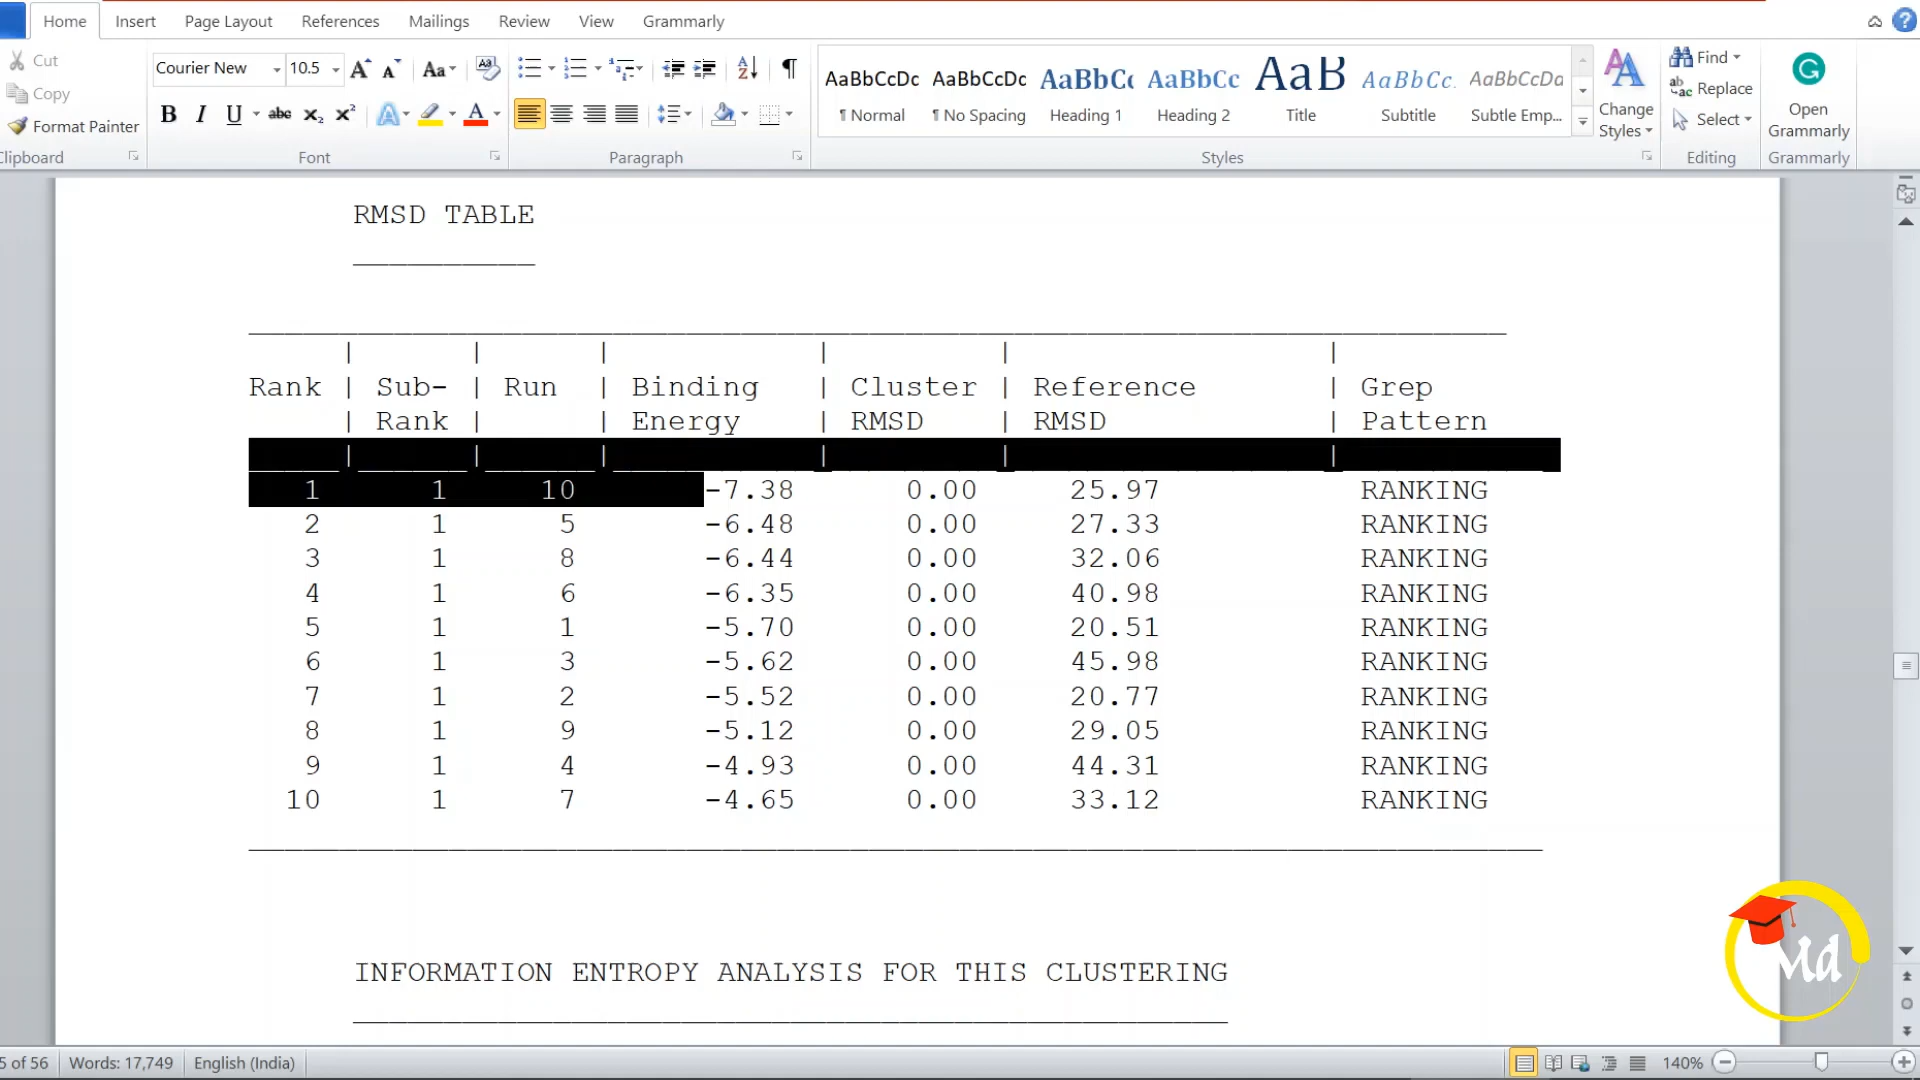 Home Insert Page Layout References Mailings Review View Grammarly
Cut
Copy
Format Painter
Clipboard
Courier New 10.5
Font
Paragraph
AaBbCcDc AaBbCcDc AaBbC AaBbCc AaB AaBbCc. AaBbCcDa
¶ Normal ¶ No Spacing Heading 1 Heading 2 Title Subtitle Subtle Emp...
Change
Styles
Styles
Find
Replace
Select
Editing
Open
Grammarly
Grammarly
RMSD TABLE
Rank | Sub- | Run | Binding | Cluster | Reference | Grep
| Rank | | Energy | RMSD | RMSD | Pattern
1 1 10 -7.38 0.00 25.97 RANKING
2 1 5 -6.48 0.00 27.33 RANKING
3 1 8 -6.44 0.00 32.06 RANKING
4 1 6 -6.35 0.00 40.98 RANKING
5 1 1 -5.70 0.00 20.51 RANKING
6 1 3 -5.62 0.00 45.98 RANKING
7 1 2 -5.52 0.00 20.77 RANKING
8 1 9 -5.12 0.00 29.05 RANKING
9 1 4 -4.93 0.00 44.31 RANKING
10 1 7 -4.65 0.00 33.12 RANKING
INFORMATION ENTROPY ANALYSIS FOR THIS CLUSTERING
Md
5 of 56 Words: 17,749 English (India) 140%